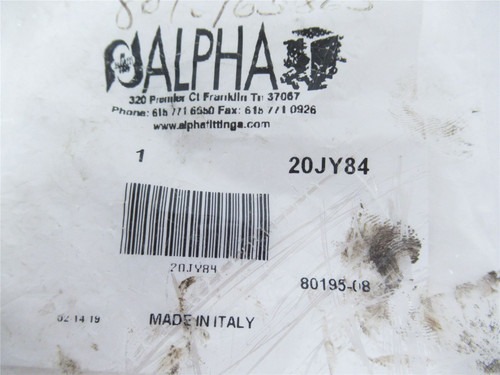 ALPHA
320 Premier Ct Franklin Tn 37067
Phone: 615 771 6650 Fax: 615 771 0926
www.alphafittings.com
1 20JY84
20JY84
80195-08
02-14-19 MADE IN ITALY